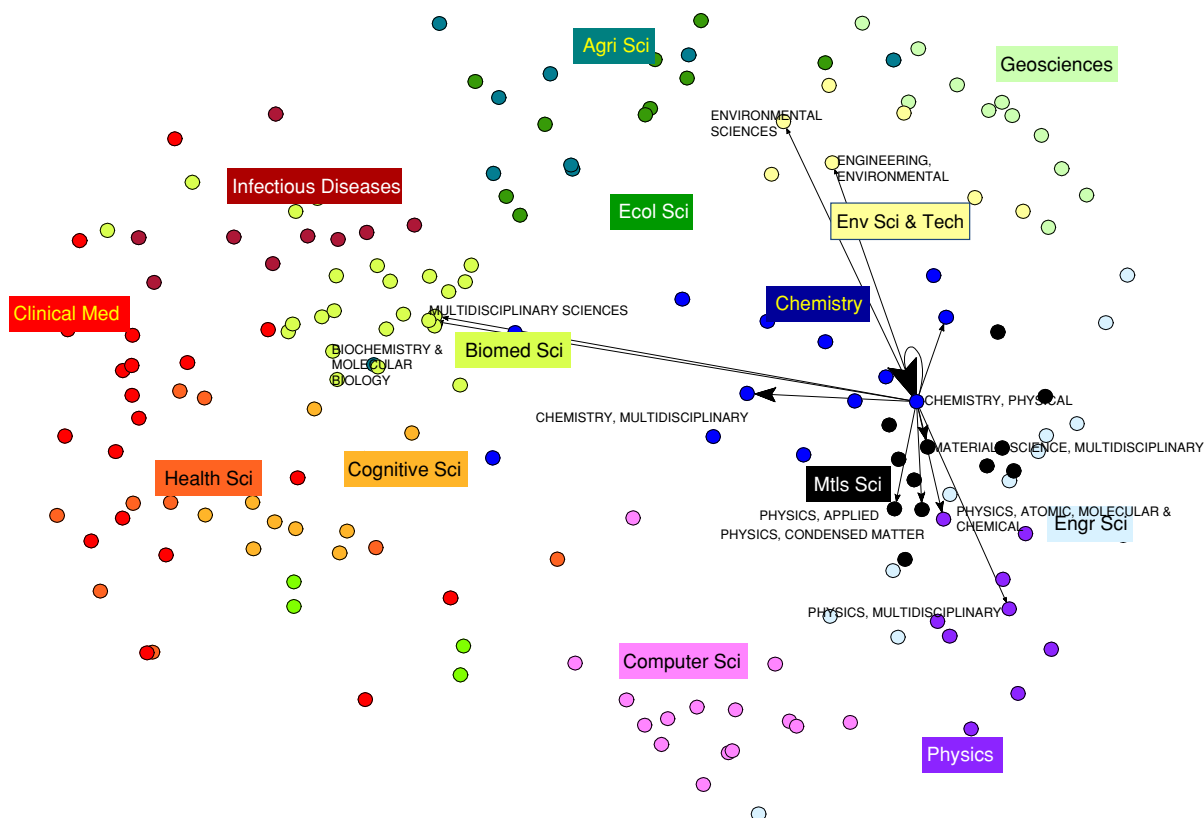 Agri Sci
Geosciences
ENVIRONMENTAL
SCIENCES
ENGINEERING,
ENVIRONMENTAL
Infectious Diseases
Ecol Sci
Env Sci & Tech
Clinical Med
Chemistry
MULTIDISCIPLINARY SCIENCES
BIOCHEMISTRY &
MOLECULAR
BIOLOGY
Biomed Sci
CHEMISTRY, PHYSICAL
CHEMISTRY, MULTIDISCIPLINARY
MATERIALS SCIENCE, MULTIDISCIPLINARY
Health Sci
Cognitive Sci
Mtls Sci
PHYSICS, APPLIED
PHYSICS, ATOMIC, MOLECULAR &
CHEMICAL
Engr Sci
PHYSICS, CONDENSED MATTER
PHYSICS, MULTIDISCIPLINARY
Computer Sci
Physics